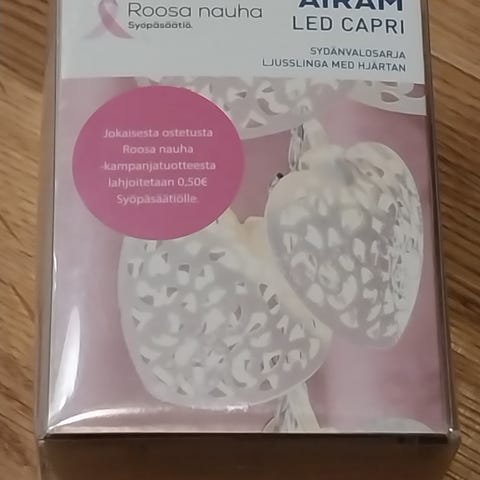 Roosa nauha
Syöpäsäätiö.
AIRAM
LED CAPRI
SYDÄNVALOSARJA
LJUSSLINGA MED HJÄRTAN
Jokaisesta ostetusta
Roosa nauha
-kampanjatuotteesta
lahjoitetaan 0,50€
Syöpäsäätiölle.